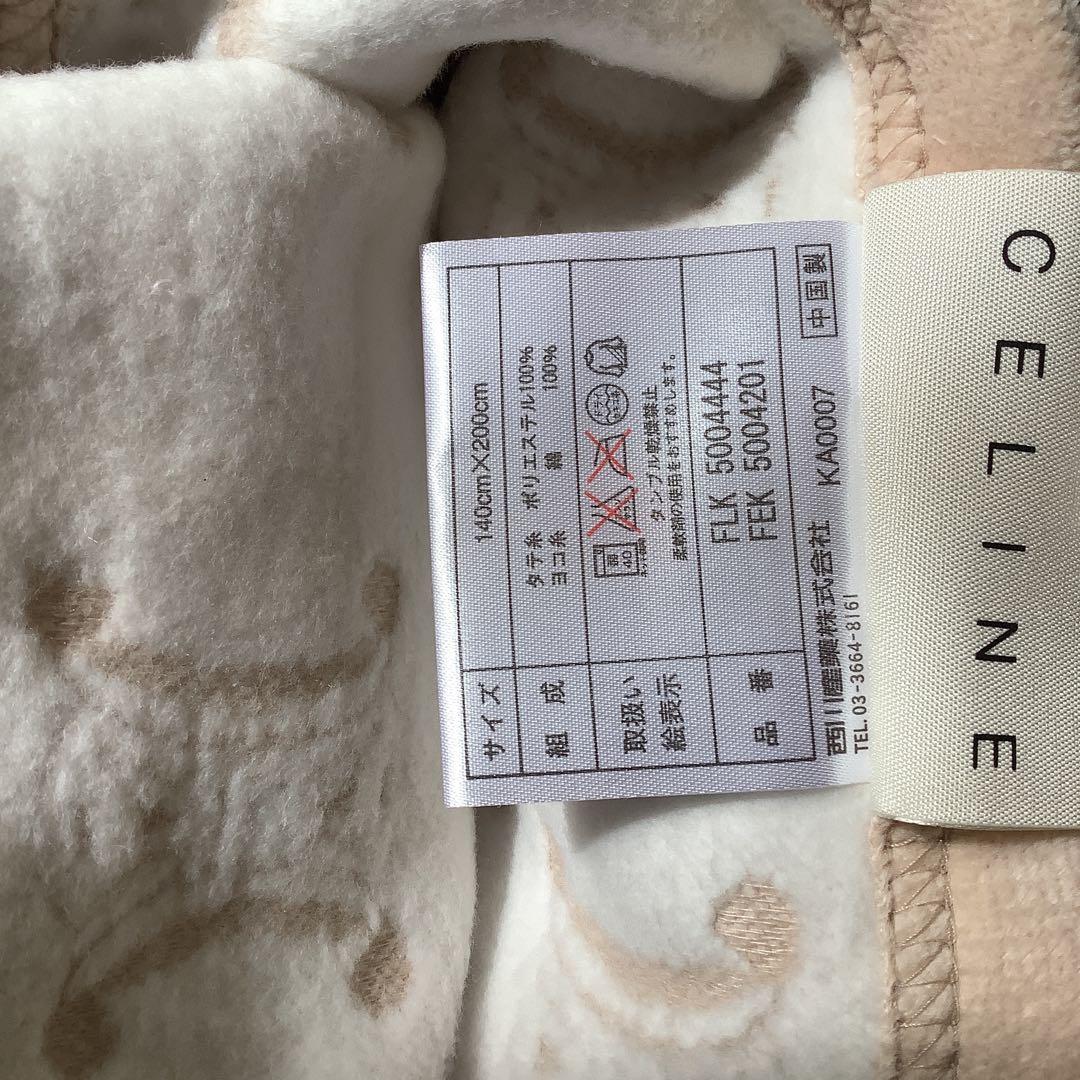 CELINE
サイズ 140cm×200cm
組成 タテ糸 ポリエステル100%
ヨコ糸 綿 100%
取扱い
絵表示
40
タンブル乾燥禁止
柔軟剤の使用をおすすめします。
品番 FLK 5004444
FEK 5004201
西川産業株式会社 KA0007 中国製
TEL.03-3664-8161